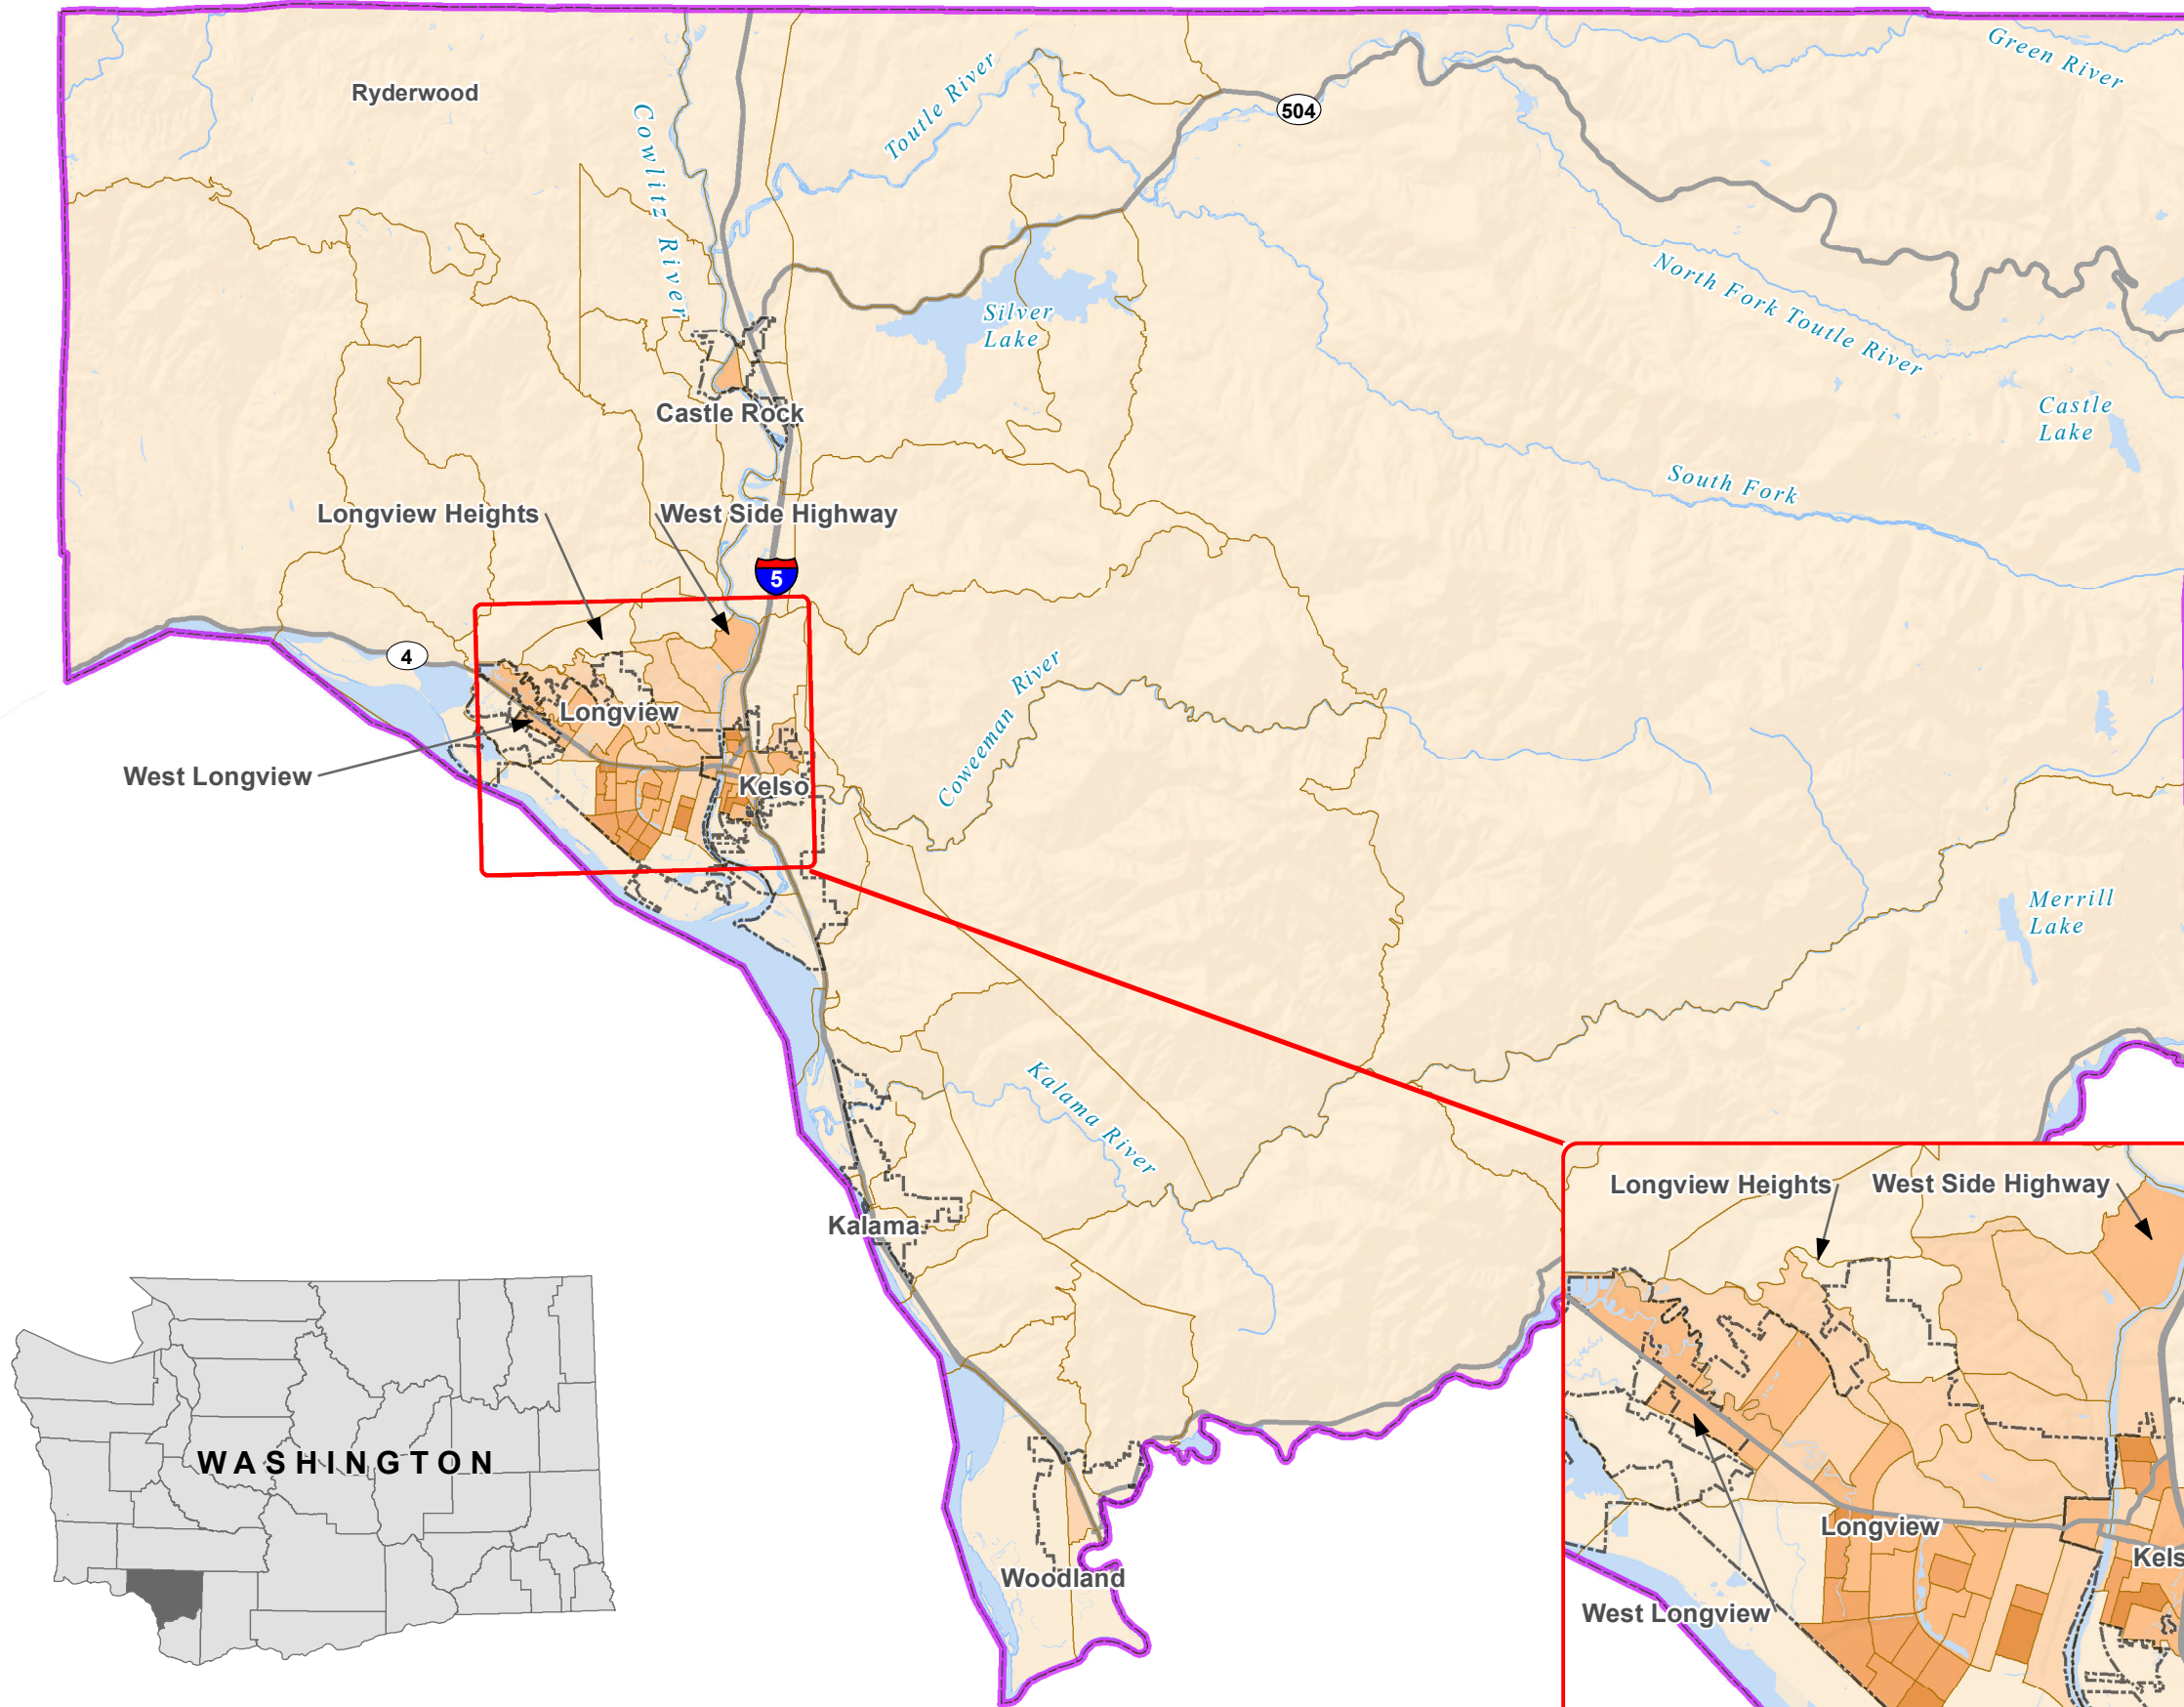 Green River
Ryderwood
Toutle River
504
Cowlitz River
North Fork Toutle River
Silver
Lake
Castle
Lake
Castle Rock
South Fork
Longview Heights
West Side Highway
5
4
Longview
Coweeman River
West Longview
Kelso
Merrill
Lake
Kalama River
Kalama
Longview Heights
West Side Highway
WASHINGTON
Longview
Kels
Woodland
West Longview